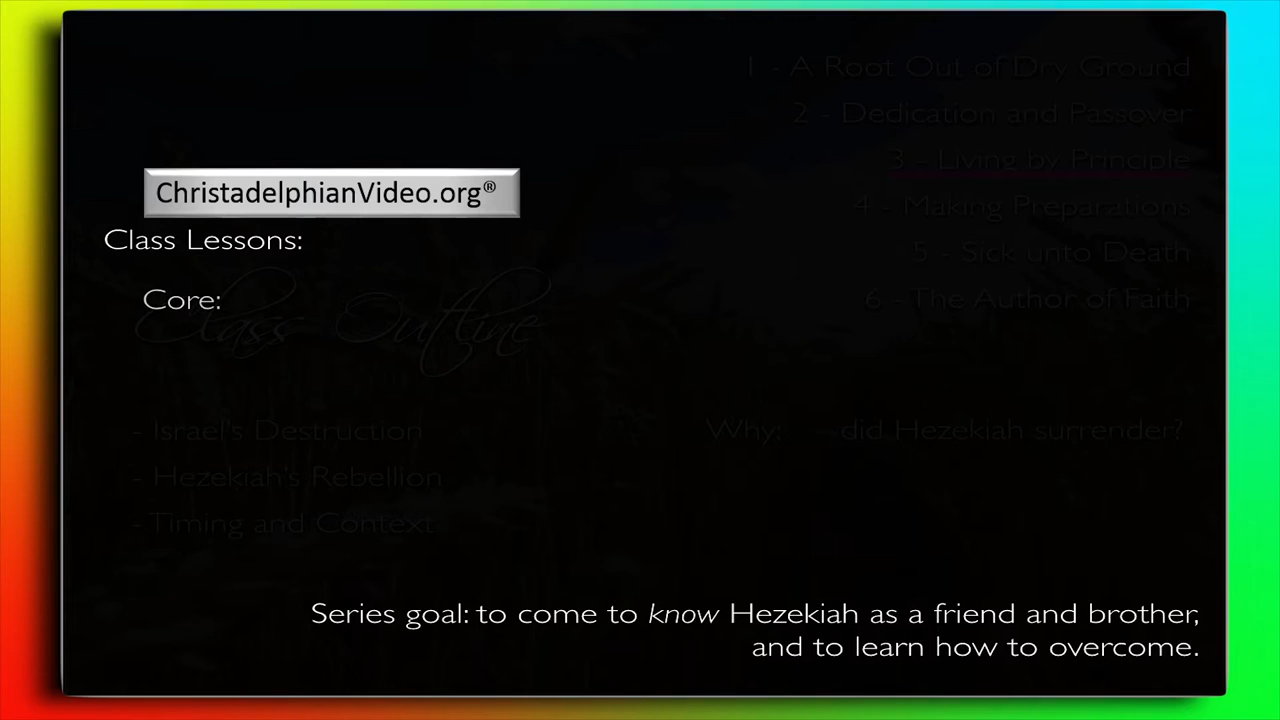 1 - A Root Out of Dry Ground
2 - Dedication and Passover
3 - Living by Principle
4 - Making Preparations
5 - Sick unto Death
6 - The Author of Faith
ChristadelphianVideo.org®
Class Lessons:
Core:
Class Outline
- Israel's Destruction
- Hezekiah's Rebellion
- Timing and Context
Why: did Hezekiah surrender?
Series goal: to come to know Hezekiah as a friend and brother,
and to learn how to overcome.